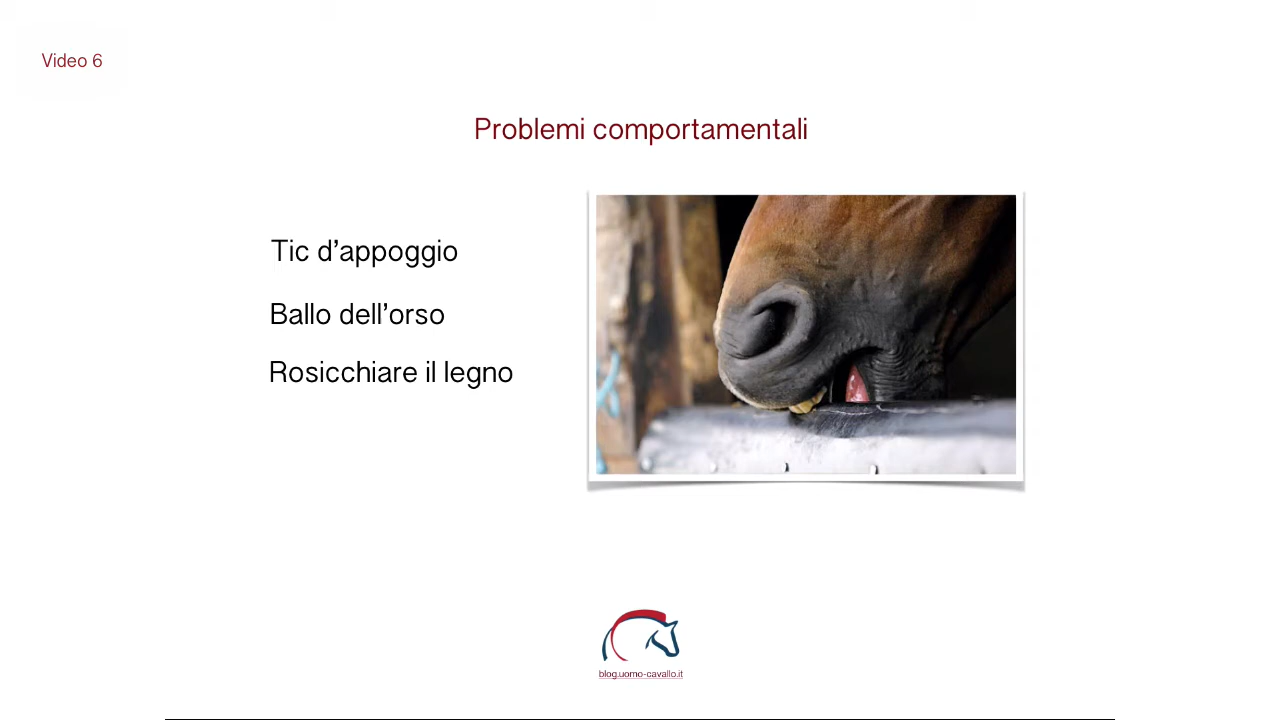 Video 6
Problemi comportamentali
Tic d’appoggio
Ballo dell’orso
Rosicchiare il legno
blog.uomo-cavallo.it